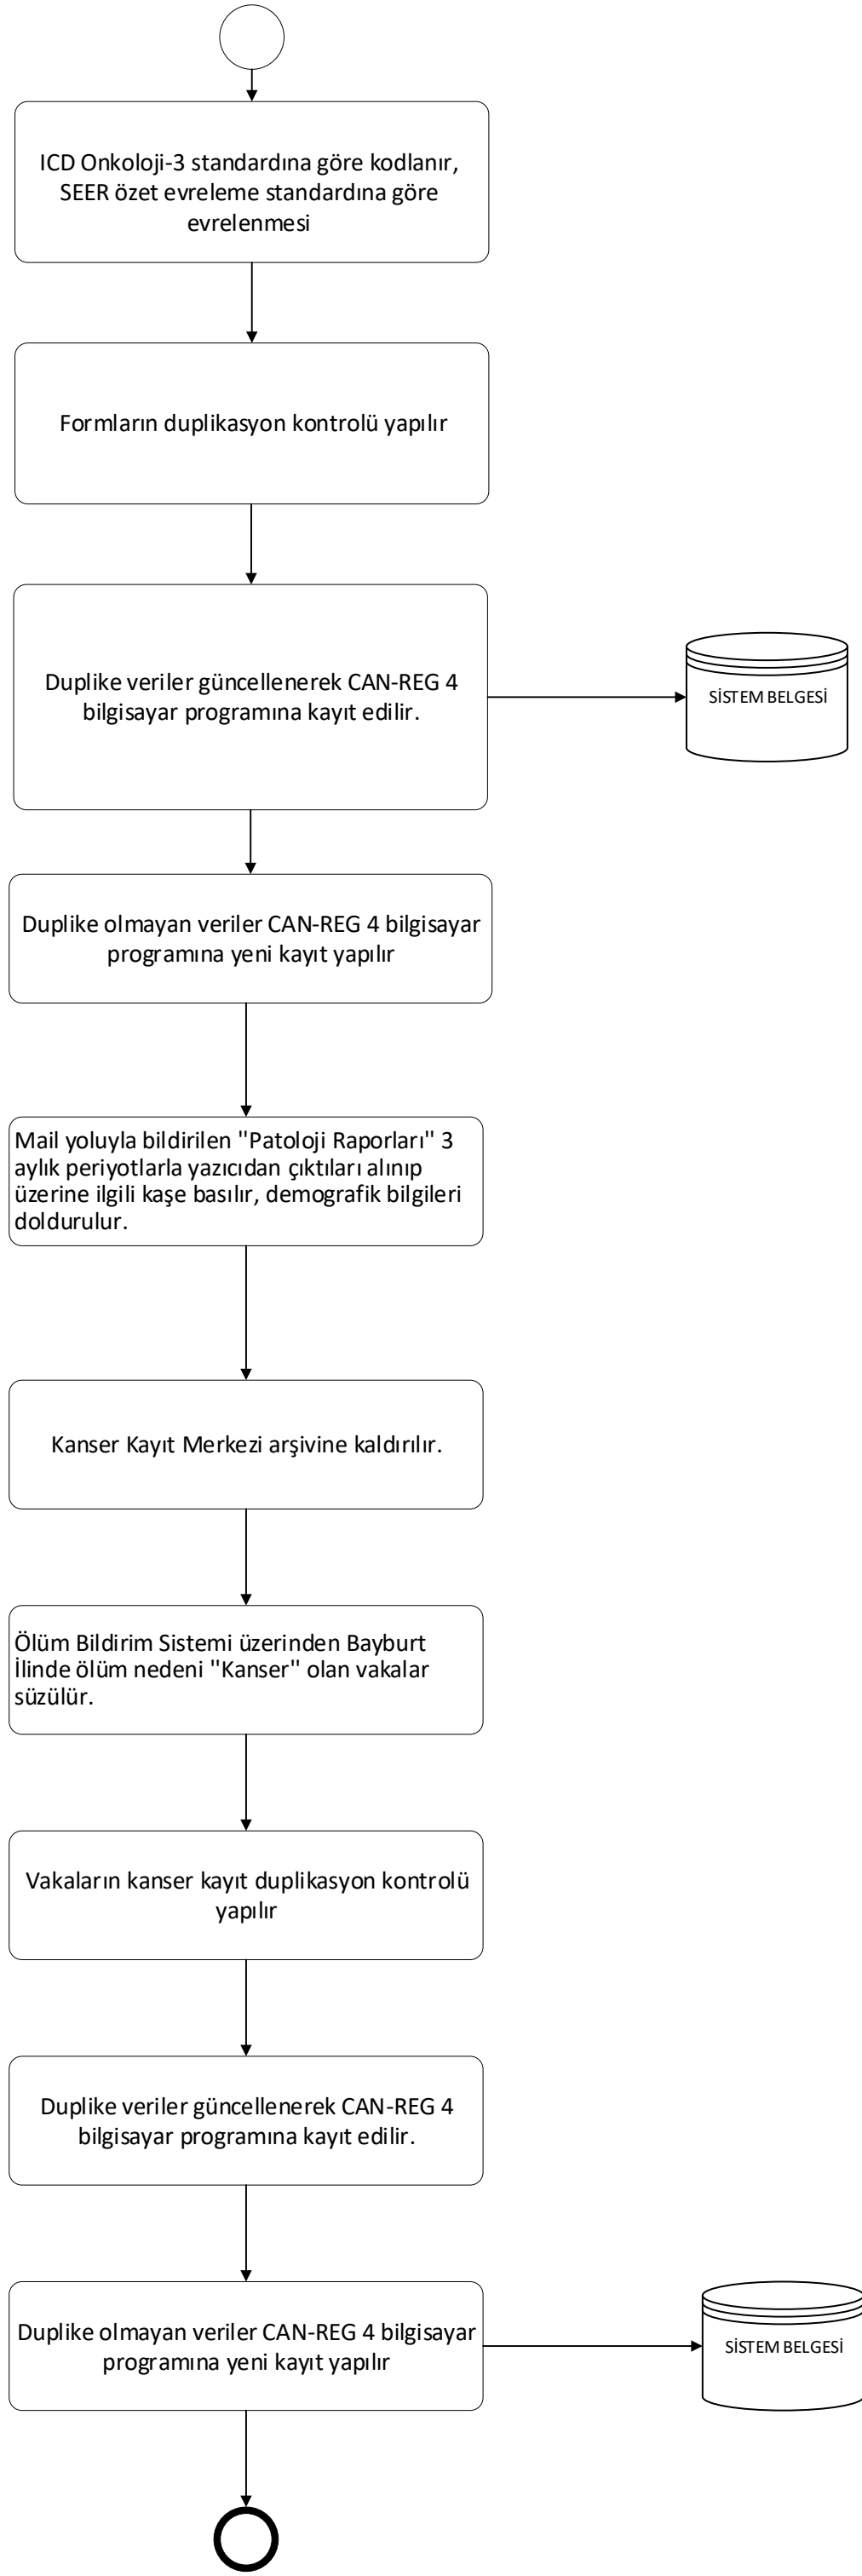 ICD Onkoloji-3 standardına göre kodlanır,
SEER özet evreleme standardına göre
evrelenmesi
Formların duplikasyon kontrolü yapılır
Duplike veriler güncellenerek CAN-REG 4
bilgisayar programına kayıt edilir.
SİSTEM BELGESİ
Duplike olmayan veriler CAN-REG 4 bilgisayar
programına yeni kayıt yapılır
Mail yoluyla bildirilen "Patoloji Raporları" 3
aylık periyotlarla yazıcıdan çıktıları alınıp
üzerine ilgili kaşe basılır, demografik bilgileri
doldurulur.
Kanser Kayıt Merkezi arşivine kaldırılır.
Ölüm Bildirim Sistemi üzerinden Bayburt
İlinde ölüm nedeni "Kanser" olan vakalar
süzülür.
Vakaların kanser kayıt duplikasyon kontrolü
yapılır
Duplike veriler güncellenerek CAN-REG 4
bilgisayar programına kayıt edilir.
Duplike olmayan veriler CAN-REG 4 bilgisayar
programına yeni kayıt yapılır
SİSTEM BELGESİ